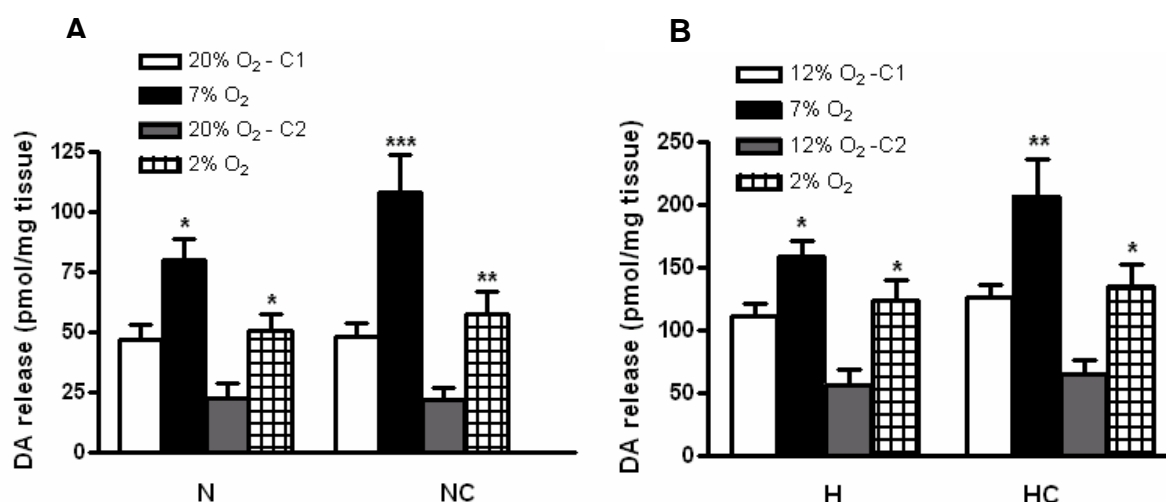 A
20% O₂ - C1
7% O₂
20% O₂ - C2
2% O₂
DA release (pmol/mg tissue)
125
100
75
50
25
0
*
*
***
**
N
NC
B
12% O₂ -C1
7% O₂
12% O₂ -C2
2% O₂
DA release (pmol/mg tissue)
250
200
150
100
50
0
*
*
**
*
H
HC